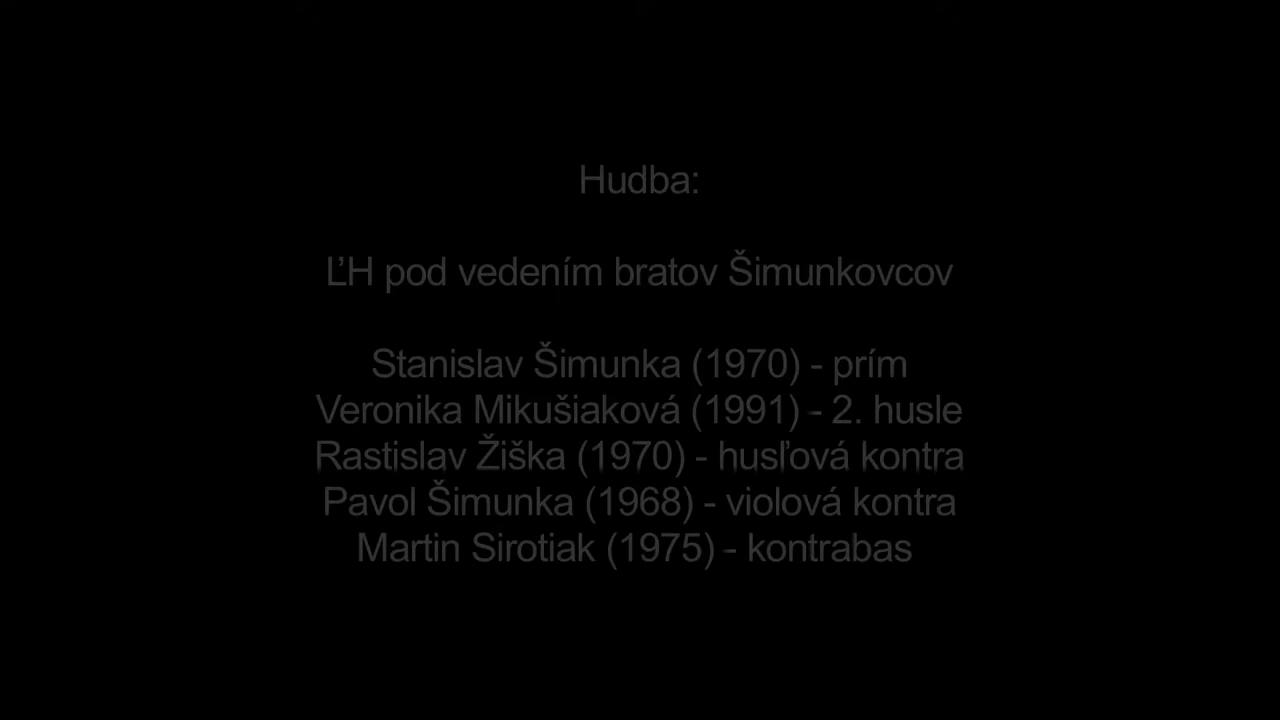 Hudba:
ĽH pod vedením bratov Šimunkovcov
Stanislav Šimunka (1970) - prím
Veronika Mikušiaková (1991) - 2. husle
Rastislav Žiška (1970) - husľová kontra
Pavol Šimunka (1968) - violová kontra
Martin Sirotiak (1975) - kontrabas